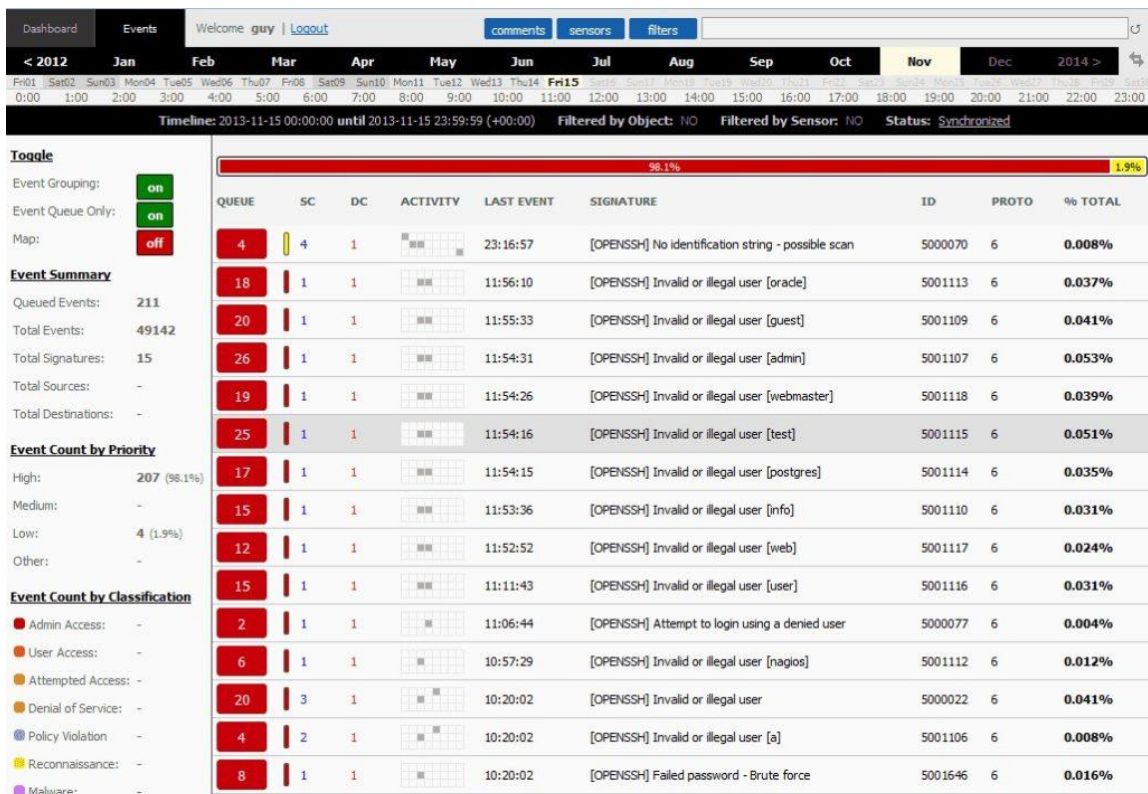 Dashboard Events Welcome guy | Logout comments sensors filters
< 2012 Jan Feb Mar Apr May Jun Jul Aug Sep Oct Nov Dec 2014 >
Fri01 Sat02 Sun03 Mon04 Tue05 Wed06 Thu07 Fri08 Sat09 Sun10 Mon11 Tue12 Wed13 Thu14 Fri15
0:00 1:00 2:00 3:00 4:00 5:00 6:00 7:00 8:00 9:00 10:00 11:00 12:00 13:00 14:00 15:00 16:00 17:00 18:00 19:00 20:00 21:00 22:00 23:00
Timeline: 2013-11-15 00:00:00 until 2013-11-15 23:59:59 (+00:00) Filtered by Object: NO Filtered by Sensor: NO Status: Synchronized
Toggle
Event Grouping: on
Event Queue Only: on
Map: off
Event Summary
Queued Events: 211
Total Events: 49142
Total Signatures: 15
Total Sources: -
Total Destinations: -
Event Count by Priority
High: 207 (98.1%)
Medium: -
Low: 4 (1.9%)
Other: -
Event Count by Classification
Admin Access: -
User Access: -
Attempted Access: -
Denial of Service: -
Policy Violation -
Reconnaissance: -
Malware: -
98.1% 1.9%
QUEUE SC DC ACTIVITY LAST EVENT SIGNATURE ID PROTO % TOTAL
4 4 1 23:16:57 [OPENSSH] No identification string - possible scan 5000070 6 0.008%
18 1 1 11:56:10 [OPENSSH] Invalid or illegal user [oracle] 5001113 6 0.037%
20 1 1 11:55:33 [OPENSSH] Invalid or illegal user [guest] 5001109 6 0.041%
26 1 1 11:54:31 [OPENSSH] Invalid or illegal user [admin] 5001107 6 0.053%
19 1 1 11:54:26 [OPENSSH] Invalid or illegal user [webmaster] 5001118 6 0.039%
25 1 1 11:54:16 [OPENSSH] Invalid or illegal user [test] 5001115 6 0.051%
17 1 1 11:54:15 [OPENSSH] Invalid or illegal user [postgres] 5001114 6 0.035%
15 1 1 11:53:36 [OPENSSH] Invalid or illegal user [info] 5001110 6 0.031%
12 1 1 11:52:52 [OPENSSH] Invalid or illegal user [web] 5001117 6 0.024%
15 1 1 11:11:43 [OPENSSH] Invalid or illegal user [user] 5001116 6 0.031%
2 1 1 11:06:44 [OPENSSH] Attempt to login using a denied user 5000077 6 0.004%
6 1 1 10:57:29 [OPENSSH] Invalid or illegal user [nagios] 5001112 6 0.012%
20 3 1 10:20:02 [OPENSSH] Invalid or illegal user 5000022 6 0.041%
4 2 1 10:20:02 [OPENSSH] Invalid or illegal user [a] 5001106 6 0.008%
8 1 1 10:20:02 [OPENSSH] Failed password - Brute force 5001646 6 0.016%